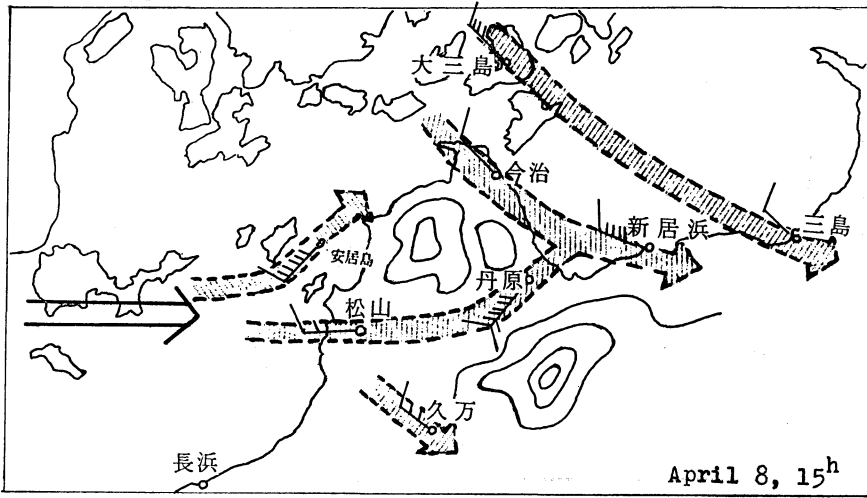 大三島
今治
三島
新居浜
安居島
丹原
松山
久万
長浜
April 8, 15h